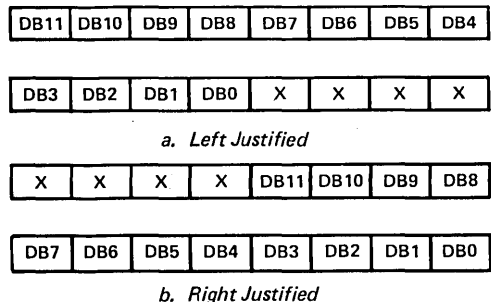 DB11 DB10 DB9 DB8 DB7 DB6 DB5 DB4
DB3 DB2 DB1 DB0 X X X X
a. Left Justified
X X X X DB11 DB10 DB9 DB8
DB7 DB6 DB5 DB4 DB3 DB2 DB1 DB0
b. Right Justified